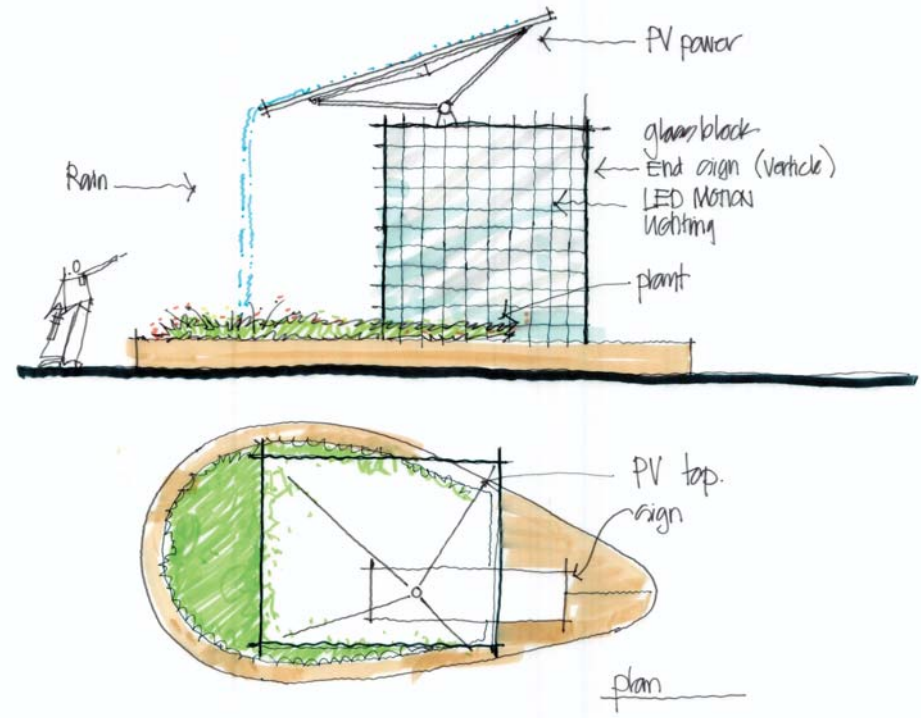 PV power
Rain
glass block
End sign (verticle)
LED MOTION
lighting
plant
PV top.
sign
plan